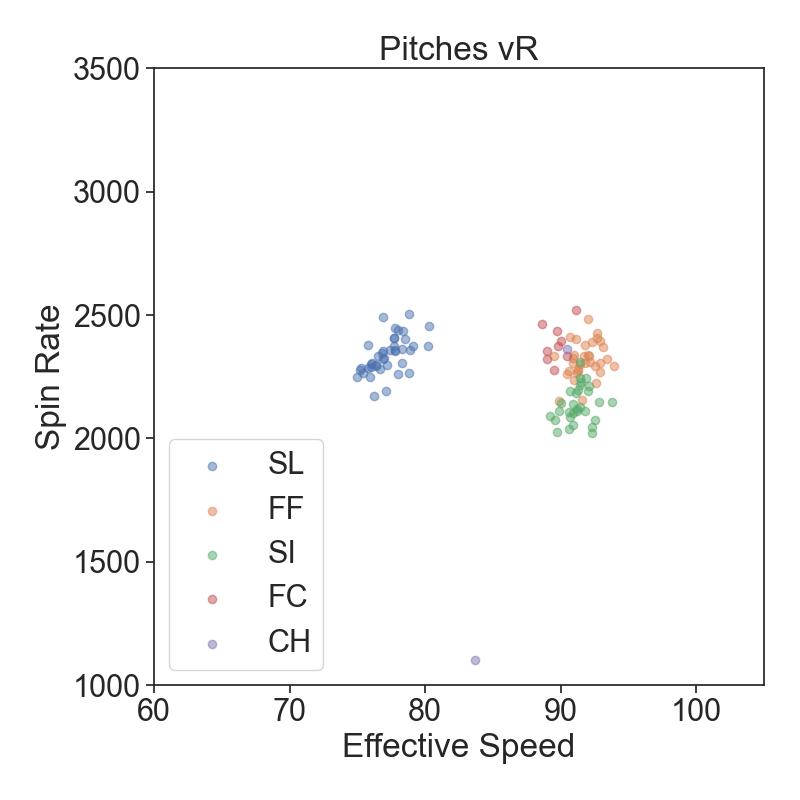 Pitches vR
3500
3000
2500
2000
1500
1000
Spin Rate
SL
FF
SI
FC
CH
60 70 80 90 100
Effective Speed